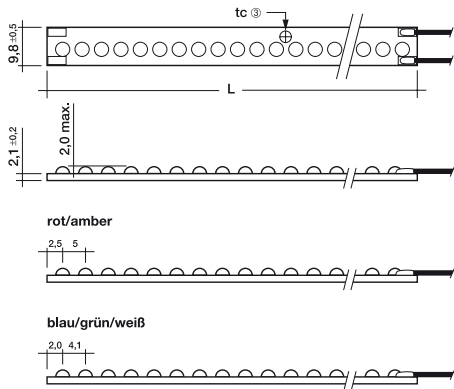 tc ③
9,8 ±0,5
L
2,0 max.
2,1 ±0,2
rot/amber
2,5 5
blau/grün/weiß
2,0 4,1